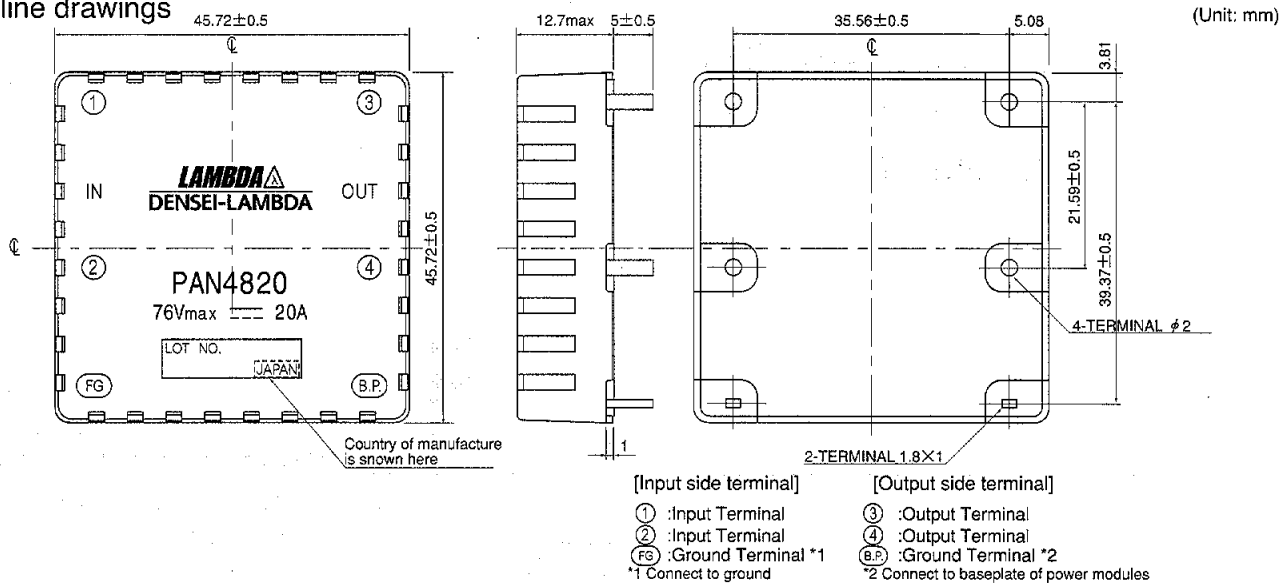 line drawings
(Unit: mm)
45.72±0.5
12.7max 5±0.5
35.56±0.5 5.08
℄
℄
3.81
① ③
IN LAMBDA OUT
DENSEI-LAMBDA
℄
45.72±0.5
21.59±0.5
39.37±0.5
② ④
PAN4820
76Vmax 20A
LOT NO.
JAPAN
FG B.P.
4-TERMINAL φ2
Country of manufacture
is snown here
1
2-TERMINAL 1.8×1
[Input side terminal]
① :Input Terminal
② :Input Terminal
FG :Ground Terminal *1
*1 Connect to ground
[Output side terminal]
③ :Output Terminal
④ :Output Terminal
B.P. :Ground Terminal *2
*2 Connect to baseplate of power modules